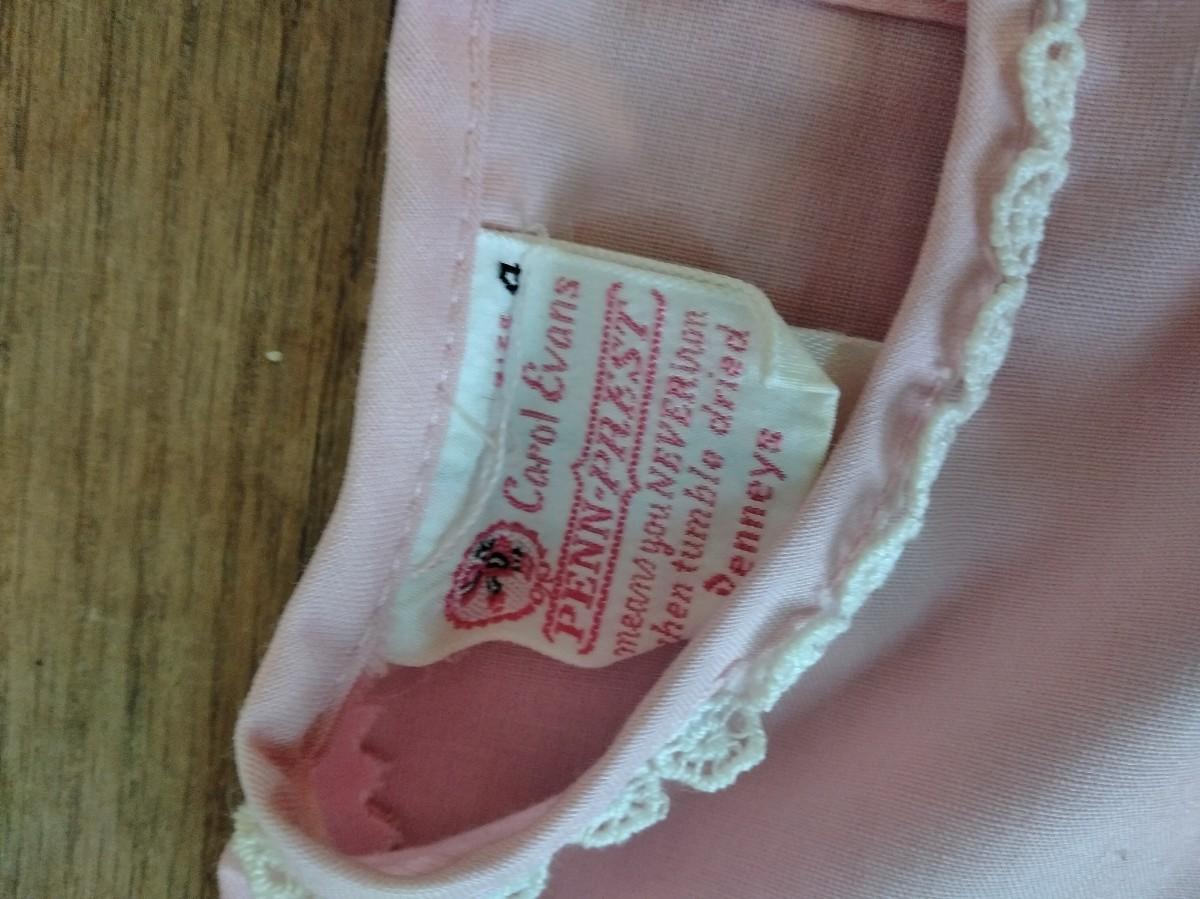 Carol Evans
PENN-PREST
means you NEVER iron
when tumble dried
Penneys